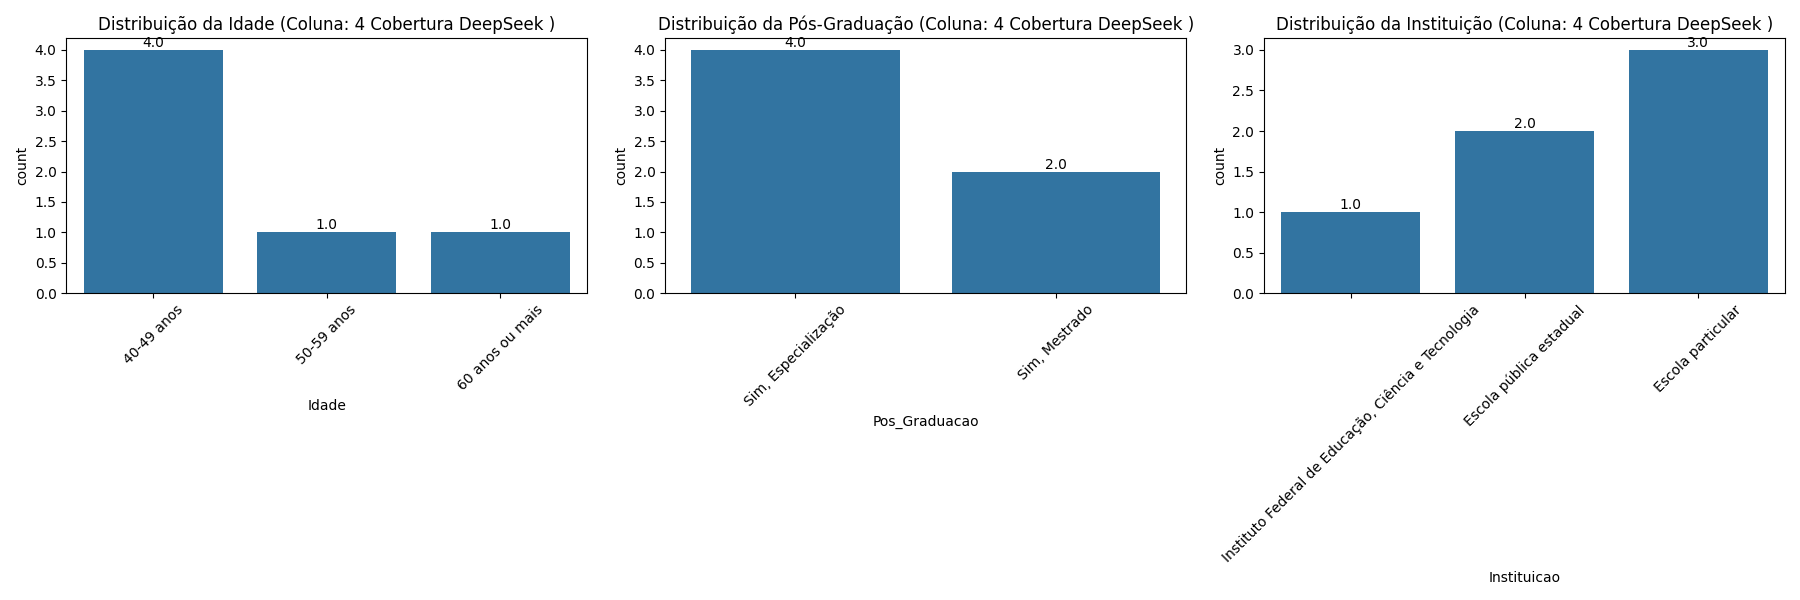 Distribuição da Idade (Coluna: 4 Cobertura DeepSeek )
4.0
3.5
3.0
2.5
2.0
1.5
1.0
0.5
0.0
count
4.0
1.0
1.0
40-49 anos
50-59 anos
60 anos ou mais
Idade
Distribuição da Pós-Graduação (Coluna: 4 Cobertura DeepSeek )
4.0
3.5
3.0
2.5
2.0
1.5
1.0
0.5
0.0
count
4.0
2.0
Sim, Especialização
Sim, Mestrado
Pos_Graduacao
Distribuição da Instituição (Coluna: 4 Cobertura DeepSeek )
3.0
2.5
2.0
1.5
1.0
0.5
0.0
count
1.0
2.0
3.0
Instituto Federal de Educação, Ciência e Tecnologia
Escola pública estadual
Escola particular
Instituicao